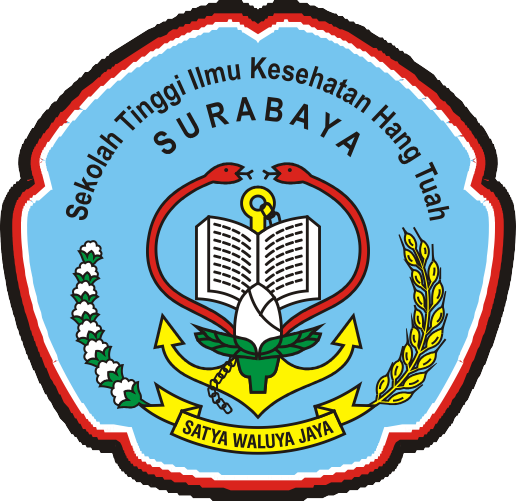 Sekolah Tinggi Ilmu Kesehatan Hang Tuah
SURABAYA
SATYA WALUYA JAYA